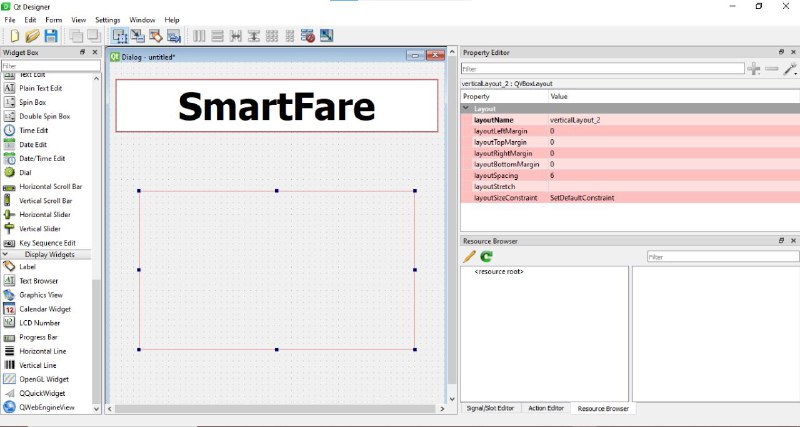 Qt Designer
File Edit Form View Settings Window Help
Widget Box
Filter
Text Edit
Plain Text Edit
Spin Box
Double Spin Box
Time Edit
Date Edit
Date/Time Edit
Dial
Horizontal Scroll Bar
Vertical Scroll Bar
Horizontal Slider
Vertical Slider
Key Sequence Edit
Display Widgets
Label
Text Browser
Graphics View
Calendar Widget
LCD Number
Progress Bar
Horizontal Line
Vertical Line
OpenGL Widget
QQuickWidget
QWebEngineView
Dialog - untitled*
SmartFare
Property Editor
Filter
verticalLayout_2 : QVBoxLayout
Property Value
Layout
layoutName verticalLayout_2
layoutLeftMargin 0
layoutTopMargin 0
layoutRightMargin 0
layoutBottomMargin 0
layoutSpacing 6
layoutStretch
layoutSizeConstraint SetDefaultConstraint
Resource Browser
Filter
<resource root>
Signal/Slot Editor Action Editor Resource Browser